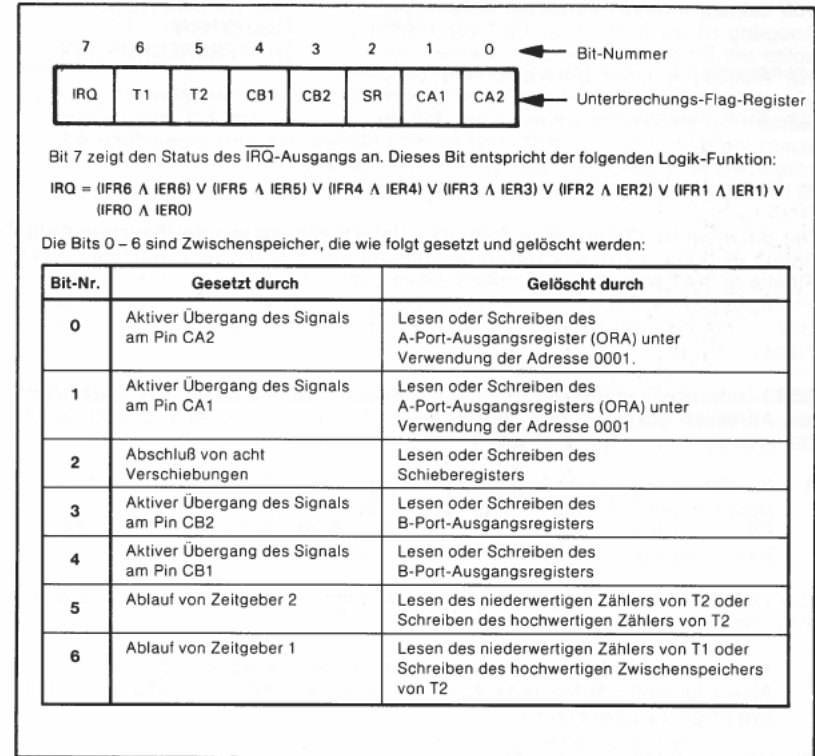 7 6 5 4 3 2 1 0 Bit-Nummer
IRQ T1 T2 CB1 CB2 SR CA1 CA2 Unterbrechungs-Flag-Register
Bit 7 zeigt den Status des IRQ-Ausgangs an. Dieses Bit entspricht der folgenden Logik-Funktion:
IRQ = (IFR6 Λ IER6) V (IFR5 Λ IER5) V (IFR4 Λ IER4) V (IFR3 Λ IER3) V (IFR2 Λ IER2) V (IFR1 Λ IER1) V
(IFR0 Λ IER0)
Die Bits 0 – 6 sind Zwischenspeicher, die wie folgt gesetzt und gelöscht werden:
Bit-Nr. Gesetzt durch Gelöscht durch
0 Aktiver Übergang des Signals Lesen oder Schreiben des
am Pin CA2 A-Port-Ausgangsregister (ORA) unter
Verwendung der Adresse 0001.
1 Aktiver Übergang des Signals Lesen oder Schreiben des
am Pin CA1 A-Port-Ausgangsregisters (ORA) unter
Verwendung der Adresse 0001
2 Abschluß von acht Lesen oder Schreiben des
Verschiebungen Schieberegisters
3 Aktiver Übergang des Signals Lesen oder Schreiben des
am Pin CB2 B-Port-Ausgangsregisters
4 Aktiver Übergang des Signals Lesen oder Schreiben des
am Pin CB1 B-Port-Ausgangsregisters
5 Ablauf von Zeitgeber 2 Lesen des niederwertigen Zählers von T2 oder
Schreiben des hochwertigen Zählers von T2
6 Ablauf von Zeitgeber 1 Lesen des niederwertigen Zählers von T1 oder
Schreiben des hochwertigen Zwischenspeichers
von T2